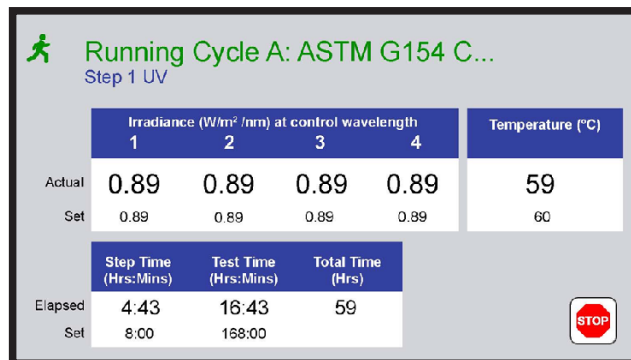 Running Cycle A: ASTM G154 C...
Step 1 UV
Irradiance (W/m² /nm) at control wavelength
1 2 3 4
Temperature (°C)
Actual 0.89 0.89 0.89 0.89 59
Set 0.89 0.89 0.89 0.89 60
Step Time (Hrs:Mins) Test Time (Hrs:Mins) Total Time (Hrs)
Elapsed 4:43 16:43 59
Set 8:00 168:00
STOP